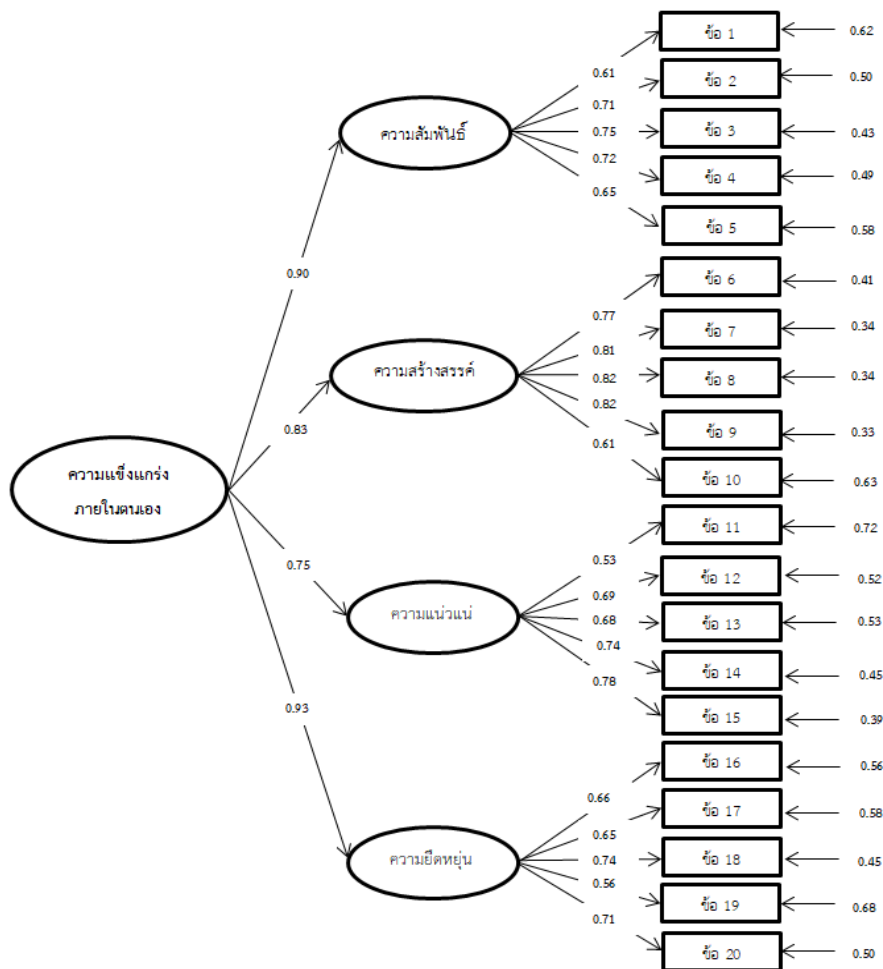 ข้อ 1
0.62
0.61
ข้อ 2
0.50
0.71
ความสัมพันธ์
0.75
ข้อ 3
0.43
0.72
ข้อ 4
0.49
0.65
ข้อ 5
0.58
0.90
ข้อ 6
0.41
0.77
ข้อ 7
0.34
0.81
ความสร้างสรรค์
0.82
ข้อ 8
0.34
0.82
0.83
0.61
ข้อ 9
0.33
ข้อ 10
0.63
ความแข็งแกร่ง
ภายในตนเอง
ข้อ 11
0.72
0.75
0.53
ข้อ 12
0.52
0.69
ความแน่วแน่
0.68
ข้อ 13
0.53
0.74
ข้อ 14
0.45
0.78
0.93
ข้อ 15
0.39
ข้อ 16
0.56
0.66
ข้อ 17
0.58
0.65
ความยืดหยุ่น
0.74
ข้อ 18
0.45
0.56
ข้อ 19
0.68
0.71
ข้อ 20
0.50